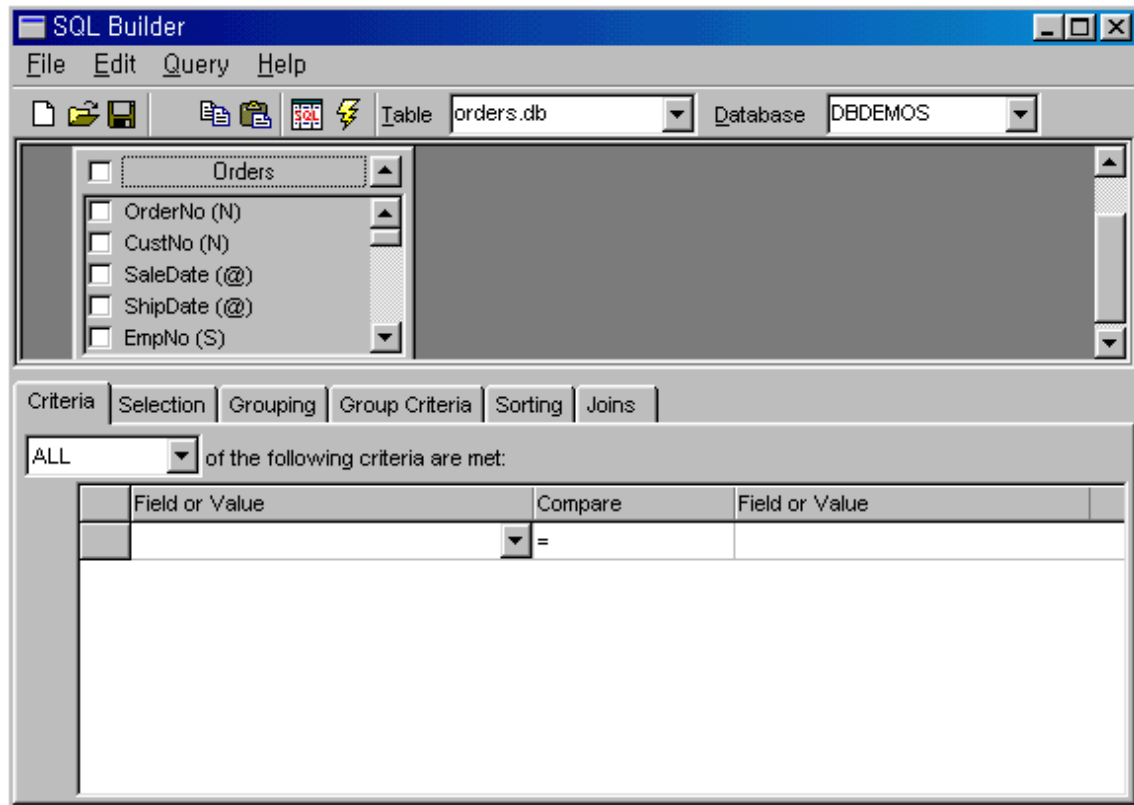 SQL Builder
File Edit Query Help
SQL Table orders.db Database DBDEMOS
Orders
OrderNo (N)
CustNo (N)
SaleDate (@)
ShipDate (@)
EmpNo (S)
Criteria Selection Grouping Group Criteria Sorting Joins
ALL of the following criteria are met:
Field or Value Compare Field or Value
=